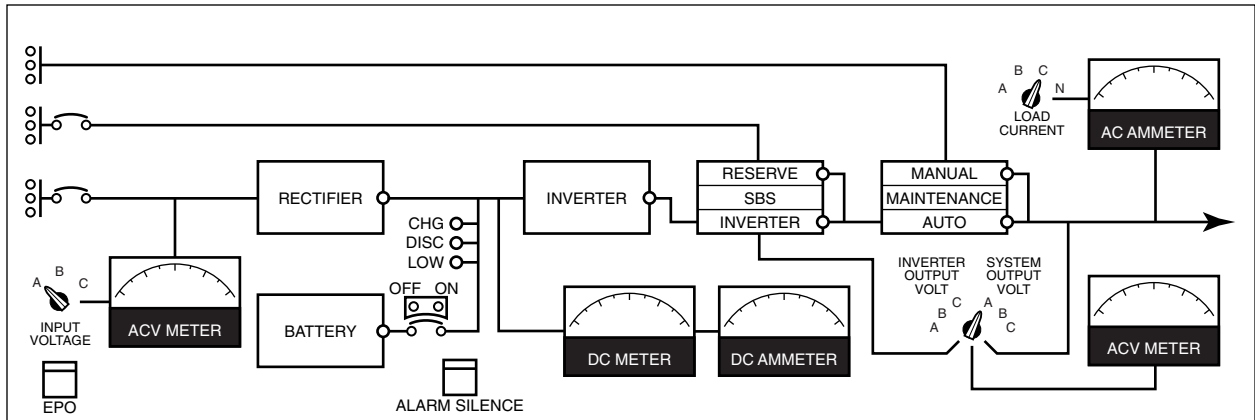 A
B
C
N
LOAD
CURRENT
AC AMMETER
RECTIFIER
INVERTER
RESERVE
SBS
INVERTER
MANUAL
MAINTENANCE
AUTO
CHG
DISC
LOW
A
B
C
INPUT
VOLTAGE
ACV METER
OFF ON
BATTERY
DC METER
DC AMMETER
INVERTER
OUTPUT
VOLT
SYSTEM
OUTPUT
VOLT
A
B
C
A
B
C
ACV METER
EPO
ALARM SILENCE